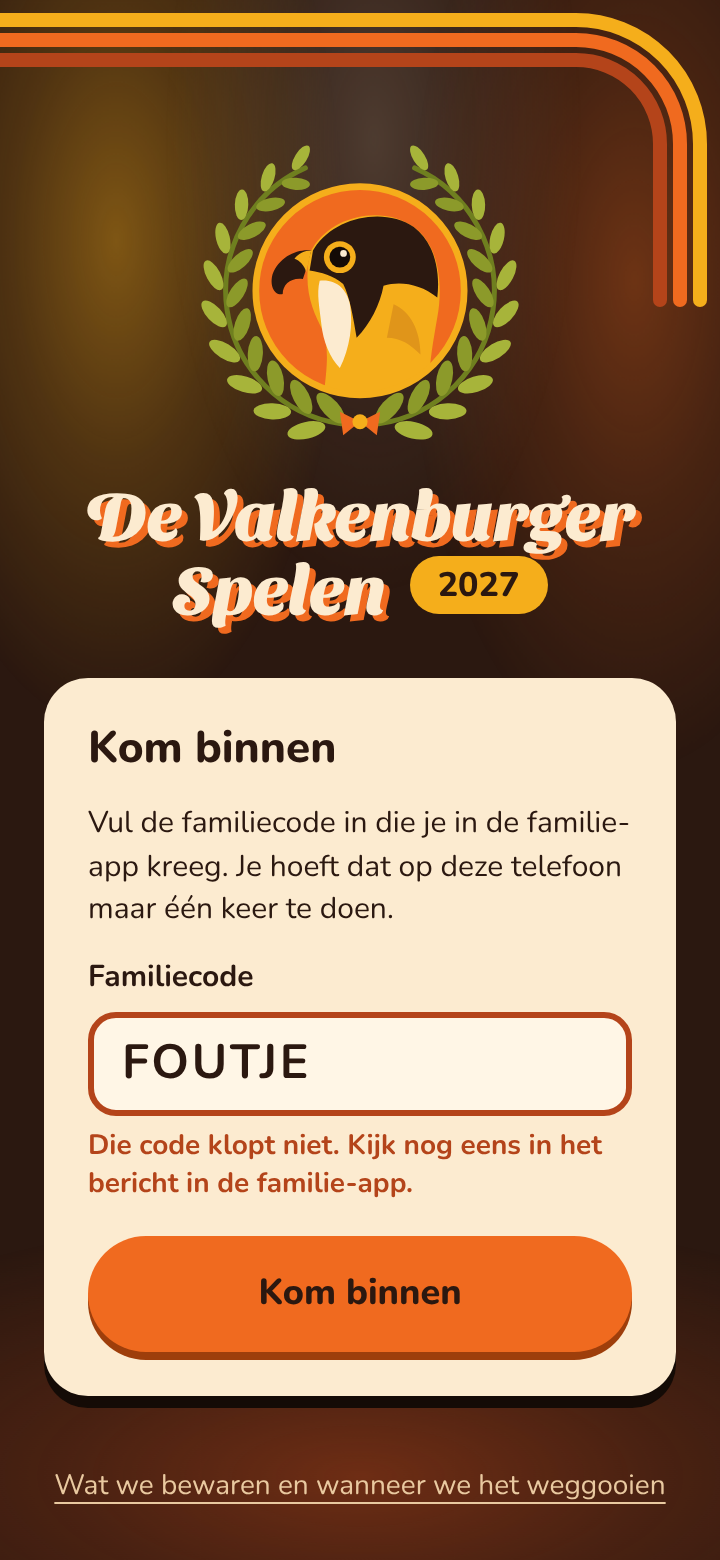 De Valkenburger
Spelen 2027
Kom binnen
Vul de familiecode in die je in de familie-
app kreeg. Je hoeft dat op deze telefoon
maar één keer te doen.
Familiecode
FOUTJE
Die code klopt niet. Kijk nog eens in het
bericht in de familie-app.
Kom binnen
Wat we bewaren en wanneer we het weggooien